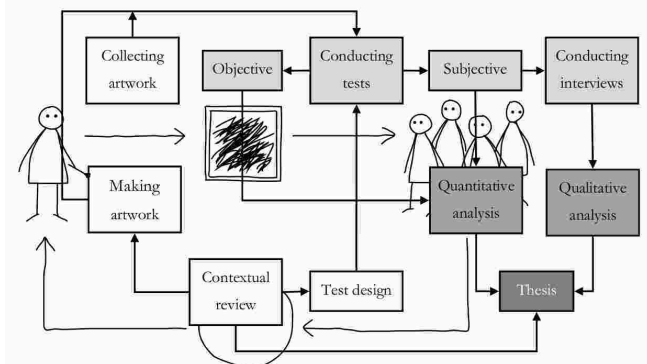 Collecting
artwork
Objective
Conducting
tests
Subjective
Conducting
interviews
Making
artwork
Quantitative
analysis
Qualitative
analysis
Contextual
review
Test design
Thesis